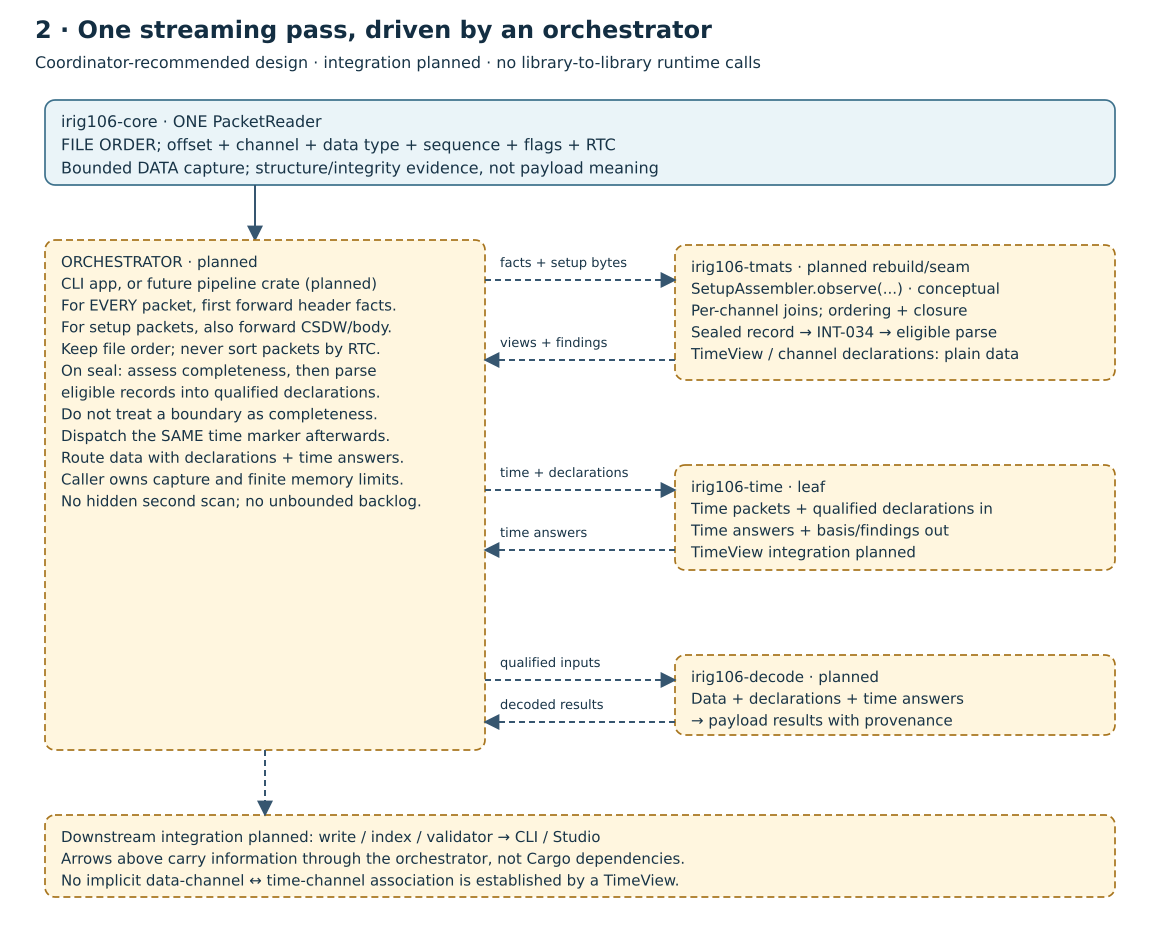 2 · One streaming pass, driven by an orchestrator
Coordinator-recommended design · integration planned · no library-to-library runtime calls
irig106-core · ONE PacketReader
FILE ORDER; offset + channel + data type + sequence + flags + RTC
Bounded DATA capture; structure/integrity evidence, not payload meaning
ORCHESTRATOR · planned
CLI app, or future pipeline crate (planned)
For EVERY packet, first forward header facts.
For setup packets, also forward CSDW/body.
Keep file order; never sort packets by RTC.
On seal: assess completeness, then parse
eligible records into qualified declarations.
Do not treat a boundary as completeness.
Dispatch the SAME time marker afterwards.
Route data with declarations + time answers.
Caller owns capture and finite memory limits.
No hidden second scan; no unbounded backlog.
facts + setup bytes
views + findings
irig106-tmats · planned rebuild/seam
SetupAssembler.observe(...) · conceptual
Per-channel joins; ordering + closure
Sealed record → INT-034 → eligible parse
TimeView / channel declarations: plain data
time + declarations
time answers
irig106-time · leaf
Time packets + qualified declarations in
Time answers + basis/findings out
TimeView integration planned
qualified inputs
decoded results
irig106-decode · planned
Data + declarations + time answers
→ payload results with provenance
Downstream integration planned: write / index / validator → CLI / Studio
Arrows above carry information through the orchestrator, not Cargo dependencies.
No implicit data-channel ↔ time-channel association is established by a TimeView.